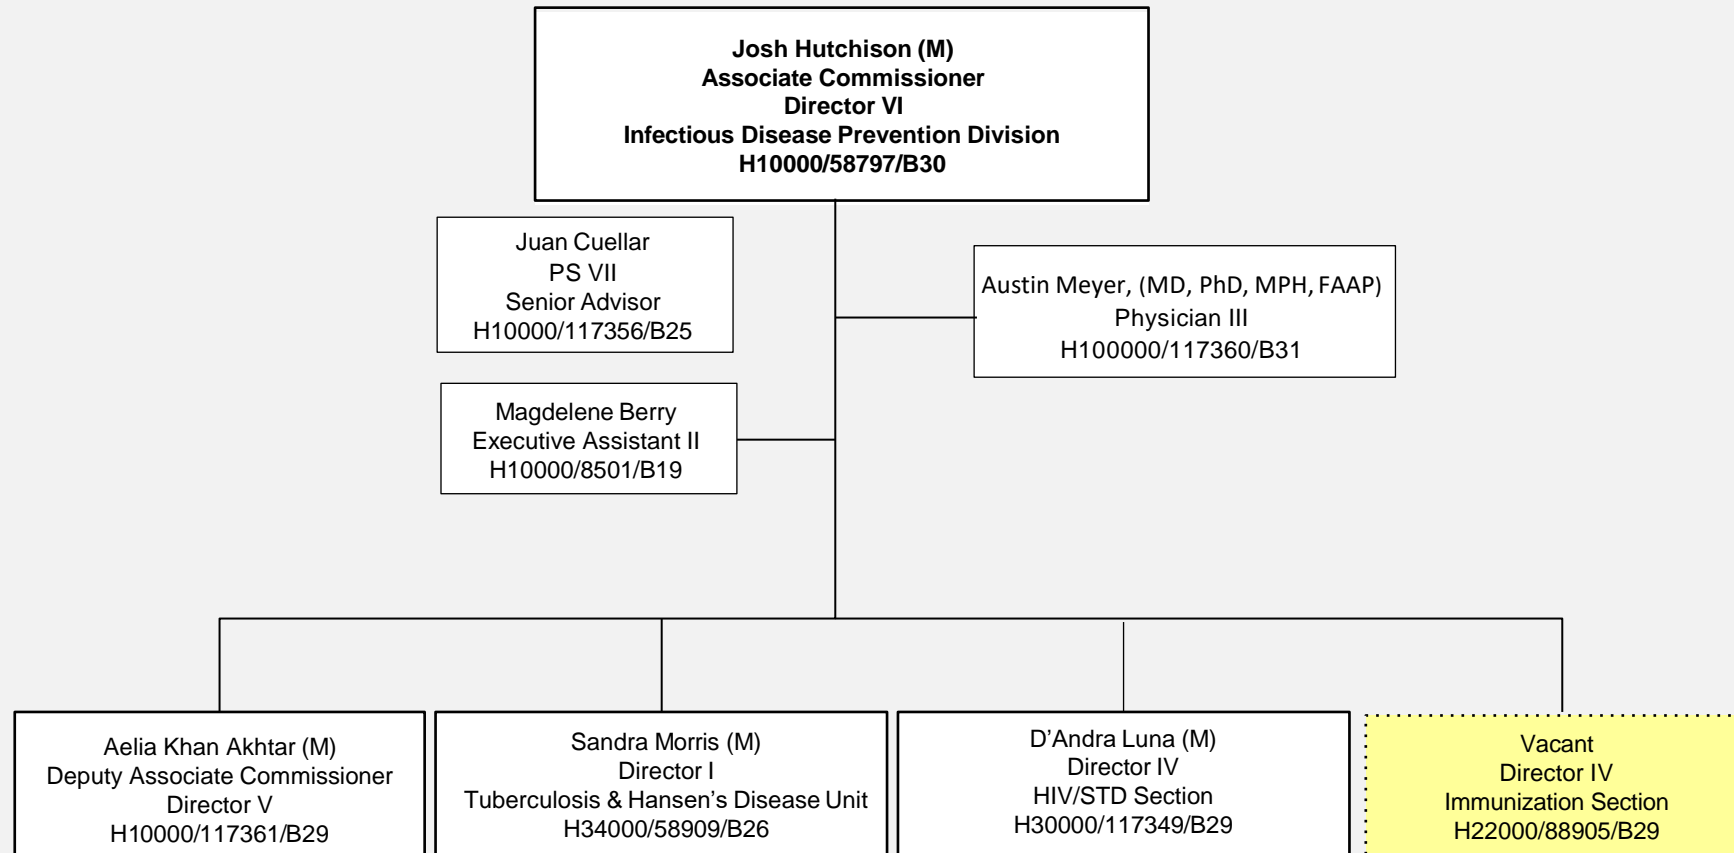 Josh Hutchison (M)
Associate Commissioner
Director VI
Infectious Disease Prevention Division
H10000/58797/B30
Juan Cuellar
PS VII
Senior Advisor
H10000/117356/B25
Austin Meyer, (MD, PhD, MPH, FAAP)
Physician III
H100000/117360/B31
Magdelene Berry
Executive Assistant II
H10000/8501/B19
Aelia Khan Akhtar (M)
Deputy Associate Commissioner
Director V
H10000/117361/B29
Sandra Morris (M)
Director I
Tuberculosis & Hansen’s Disease Unit
H34000/58909/B26
D’Andra Luna (M)
Director IV
HIV/STD Section
H30000/117349/B29
Vacant
Director IV
Immunization Section
H22000/88905/B29